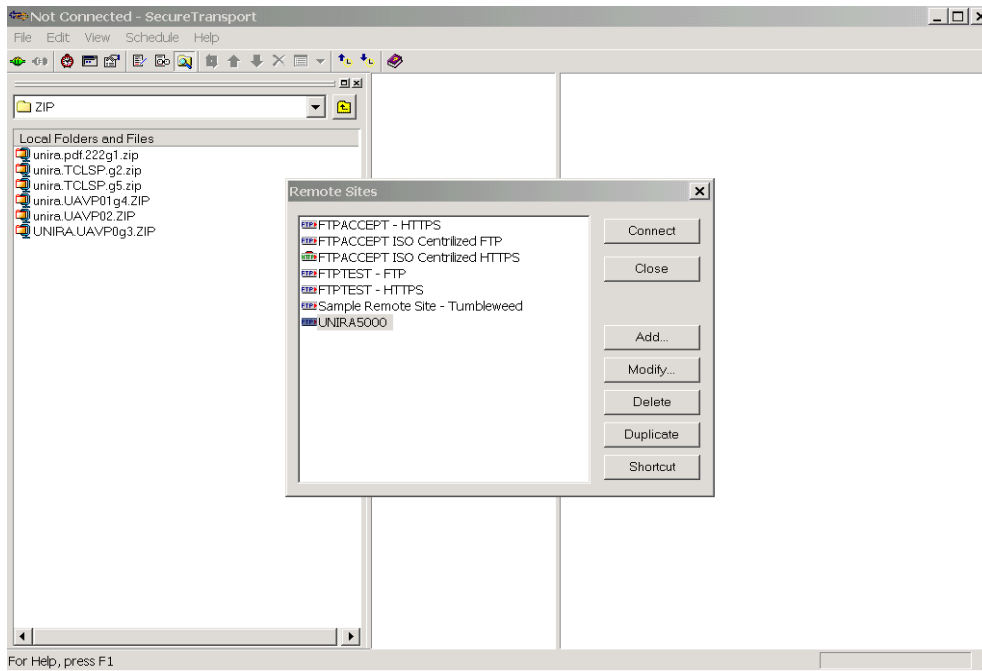 Not Connected - SecureTransport
File Edit View Schedule Help
ZIP
Local Folders and Files
unira.pdf.222g1.zip
unira.TCLSP.g2.zip
unira.TCLSP.g5.zip
unira.UAVP01g4.ZIP
unira.UAVP02.ZIP
UNIRA.UAVP0g3.ZIP
Remote Sites
FTPACCEPT - HTTPS
FTPACCEPT ISO Centrilized FTP
FTPACCEPT ISO Centrilized HTTPS
FTPTEST - FTP
FTPTEST - HTTPS
Sample Remote Site - Tumbleweed
UNIRA5000
Connect
Close
Add...
Modify...
Delete
Duplicate
Shortcut
For Help, press F1